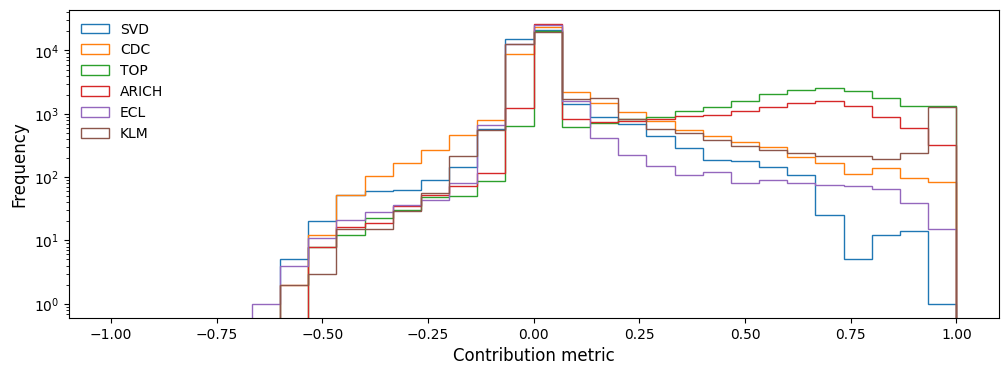 SVD
CDC
TOP
ARICH
ECL
KLM
Frequency
10⁴
10³
10²
10¹
10⁰
−1.00 −0.75 −0.50 −0.25 0.00 0.25 0.50 0.75 1.00
Contribution metric